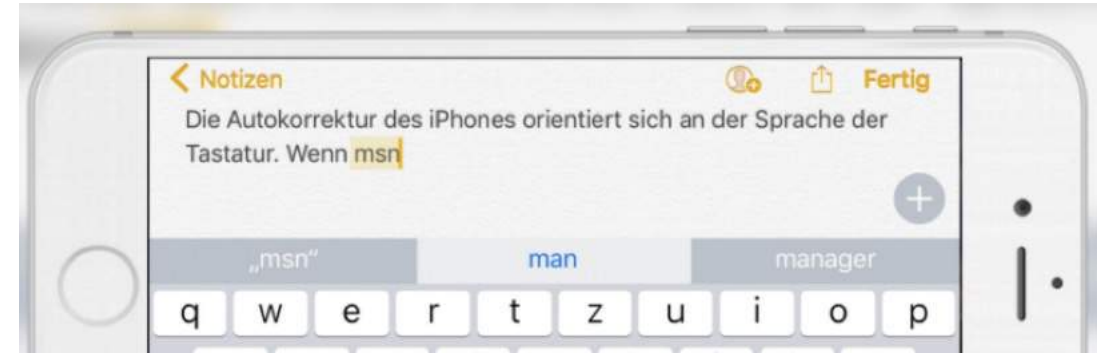 Notizen
Fertig
Die Autokorrektur des iPhones orientiert sich an der Sprache der
Tastatur. Wenn msn
„msn“ man manager
q w e r t z u i o p